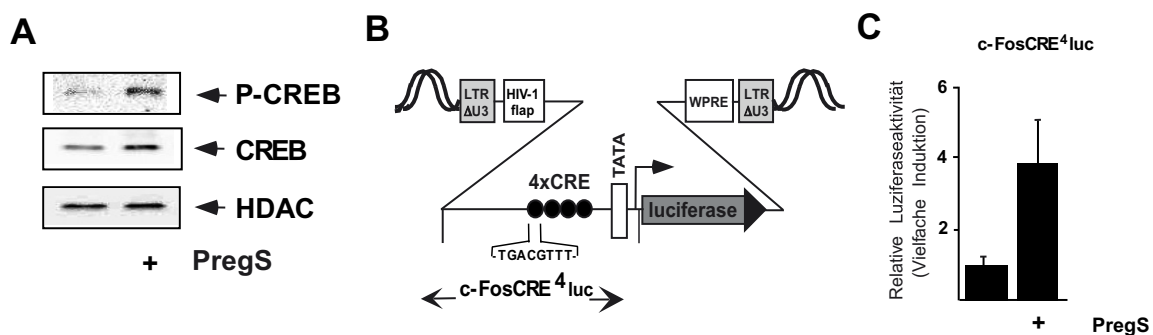 A
P-CREB
CREB
HDAC
+ PregS
B
LTR
ΔU3
HIV-1
flap
WPRE
LTR
ΔU3
4xCRE
TATA
luciferase
-TGACGTTT-
c-FosCRE4luc
C
c-FosCRE4luc
Relative Luziferaseaktivität
(Vielfache Induktion)
6
4
2
+ PregS